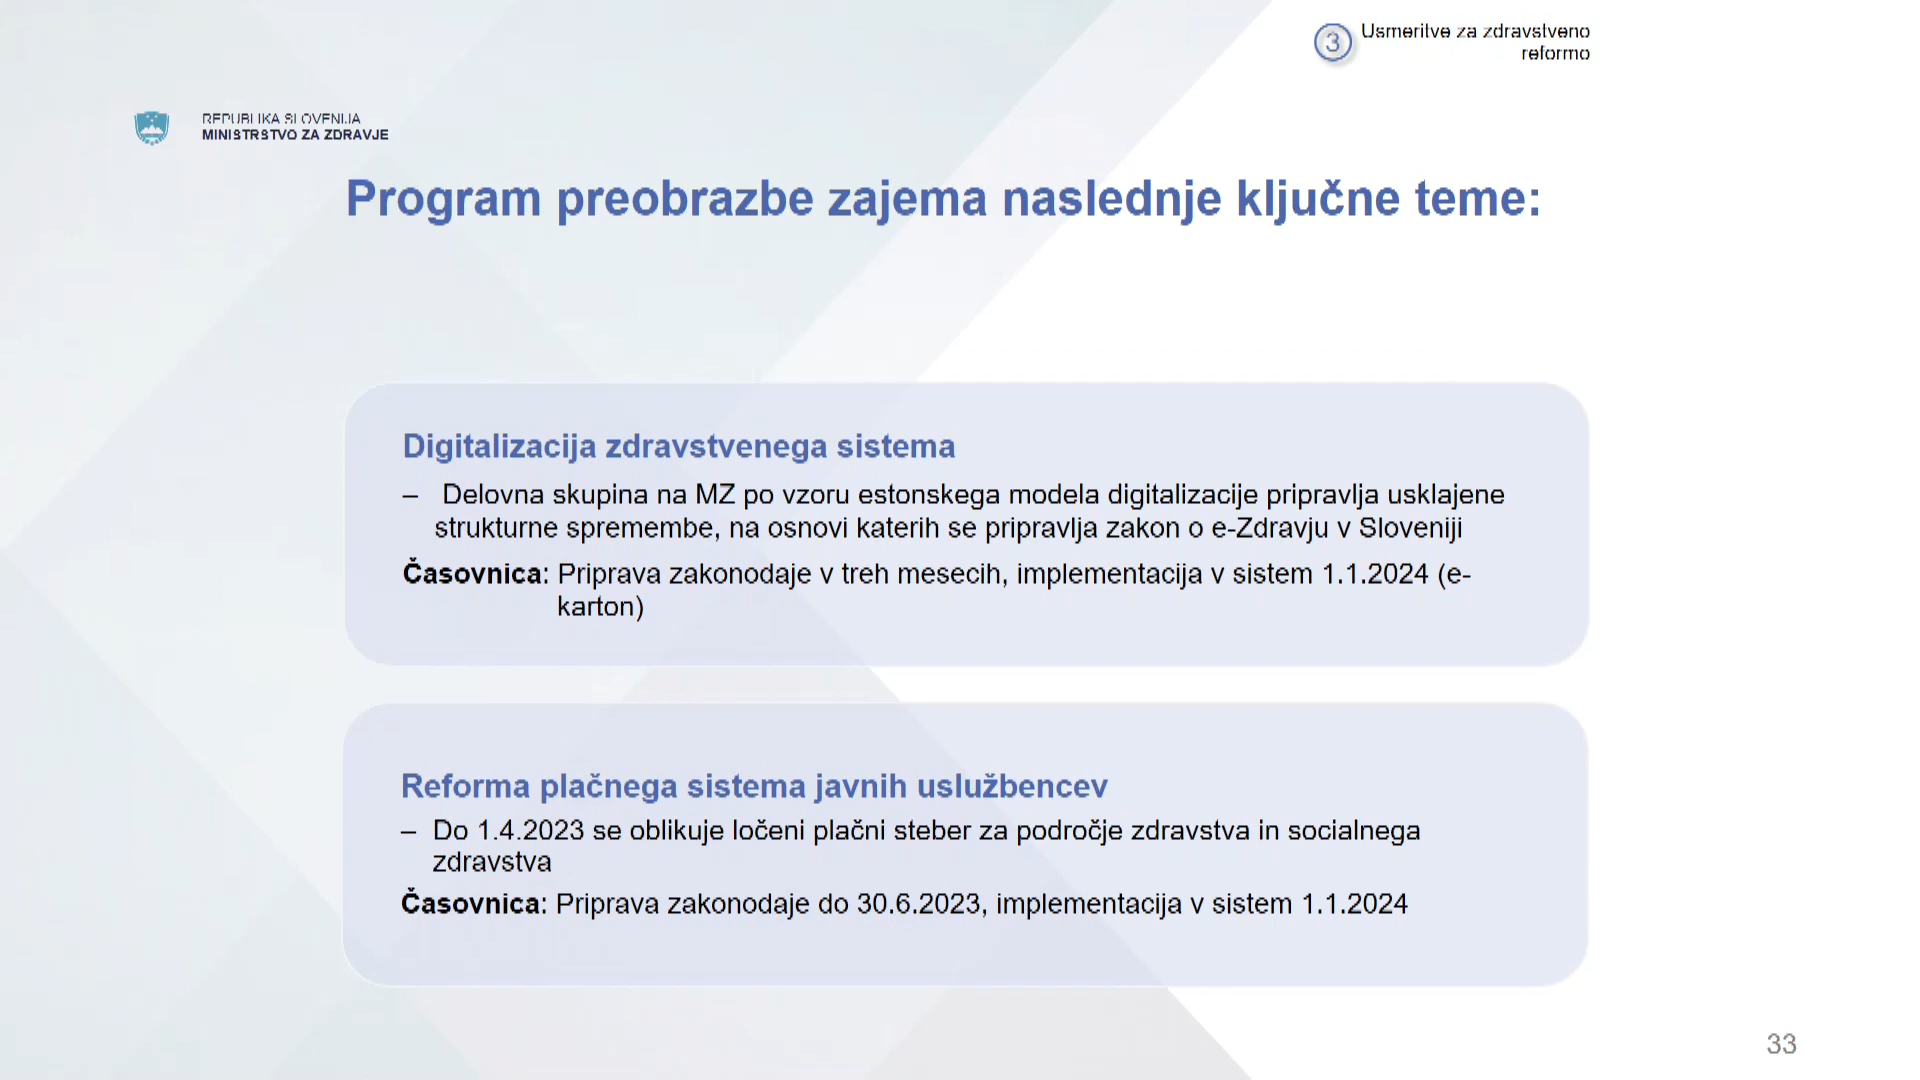 3
Usmeritve za zdravstveno
reformo
REPUBLIKA SLOVENIJA
MINISTRSTVO ZA ZDRAVJE
Program preobrazbe zajema naslednje ključne teme:
Digitalizacija zdravstvenega sistema
– Delovna skupina na MZ po vzoru estonskega modela digitalizacije pripravlja usklajene
strukturne spremembe, na osnovi katerih se pripravlja zakon o e-Zdravju v Sloveniji
Časovnica: Priprava zakonodaje v treh mesecih, implementacija v sistem 1.1.2024 (e-
karton)
Reforma plačnega sistema javnih uslužbencev
– Do 1.4.2023 se oblikuje ločeni plačni steber za področje zdravstva in socialnega
zdravstva
Časovnica: Priprava zakonodaje do 30.6.2023, implementacija v sistem 1.1.2024
33